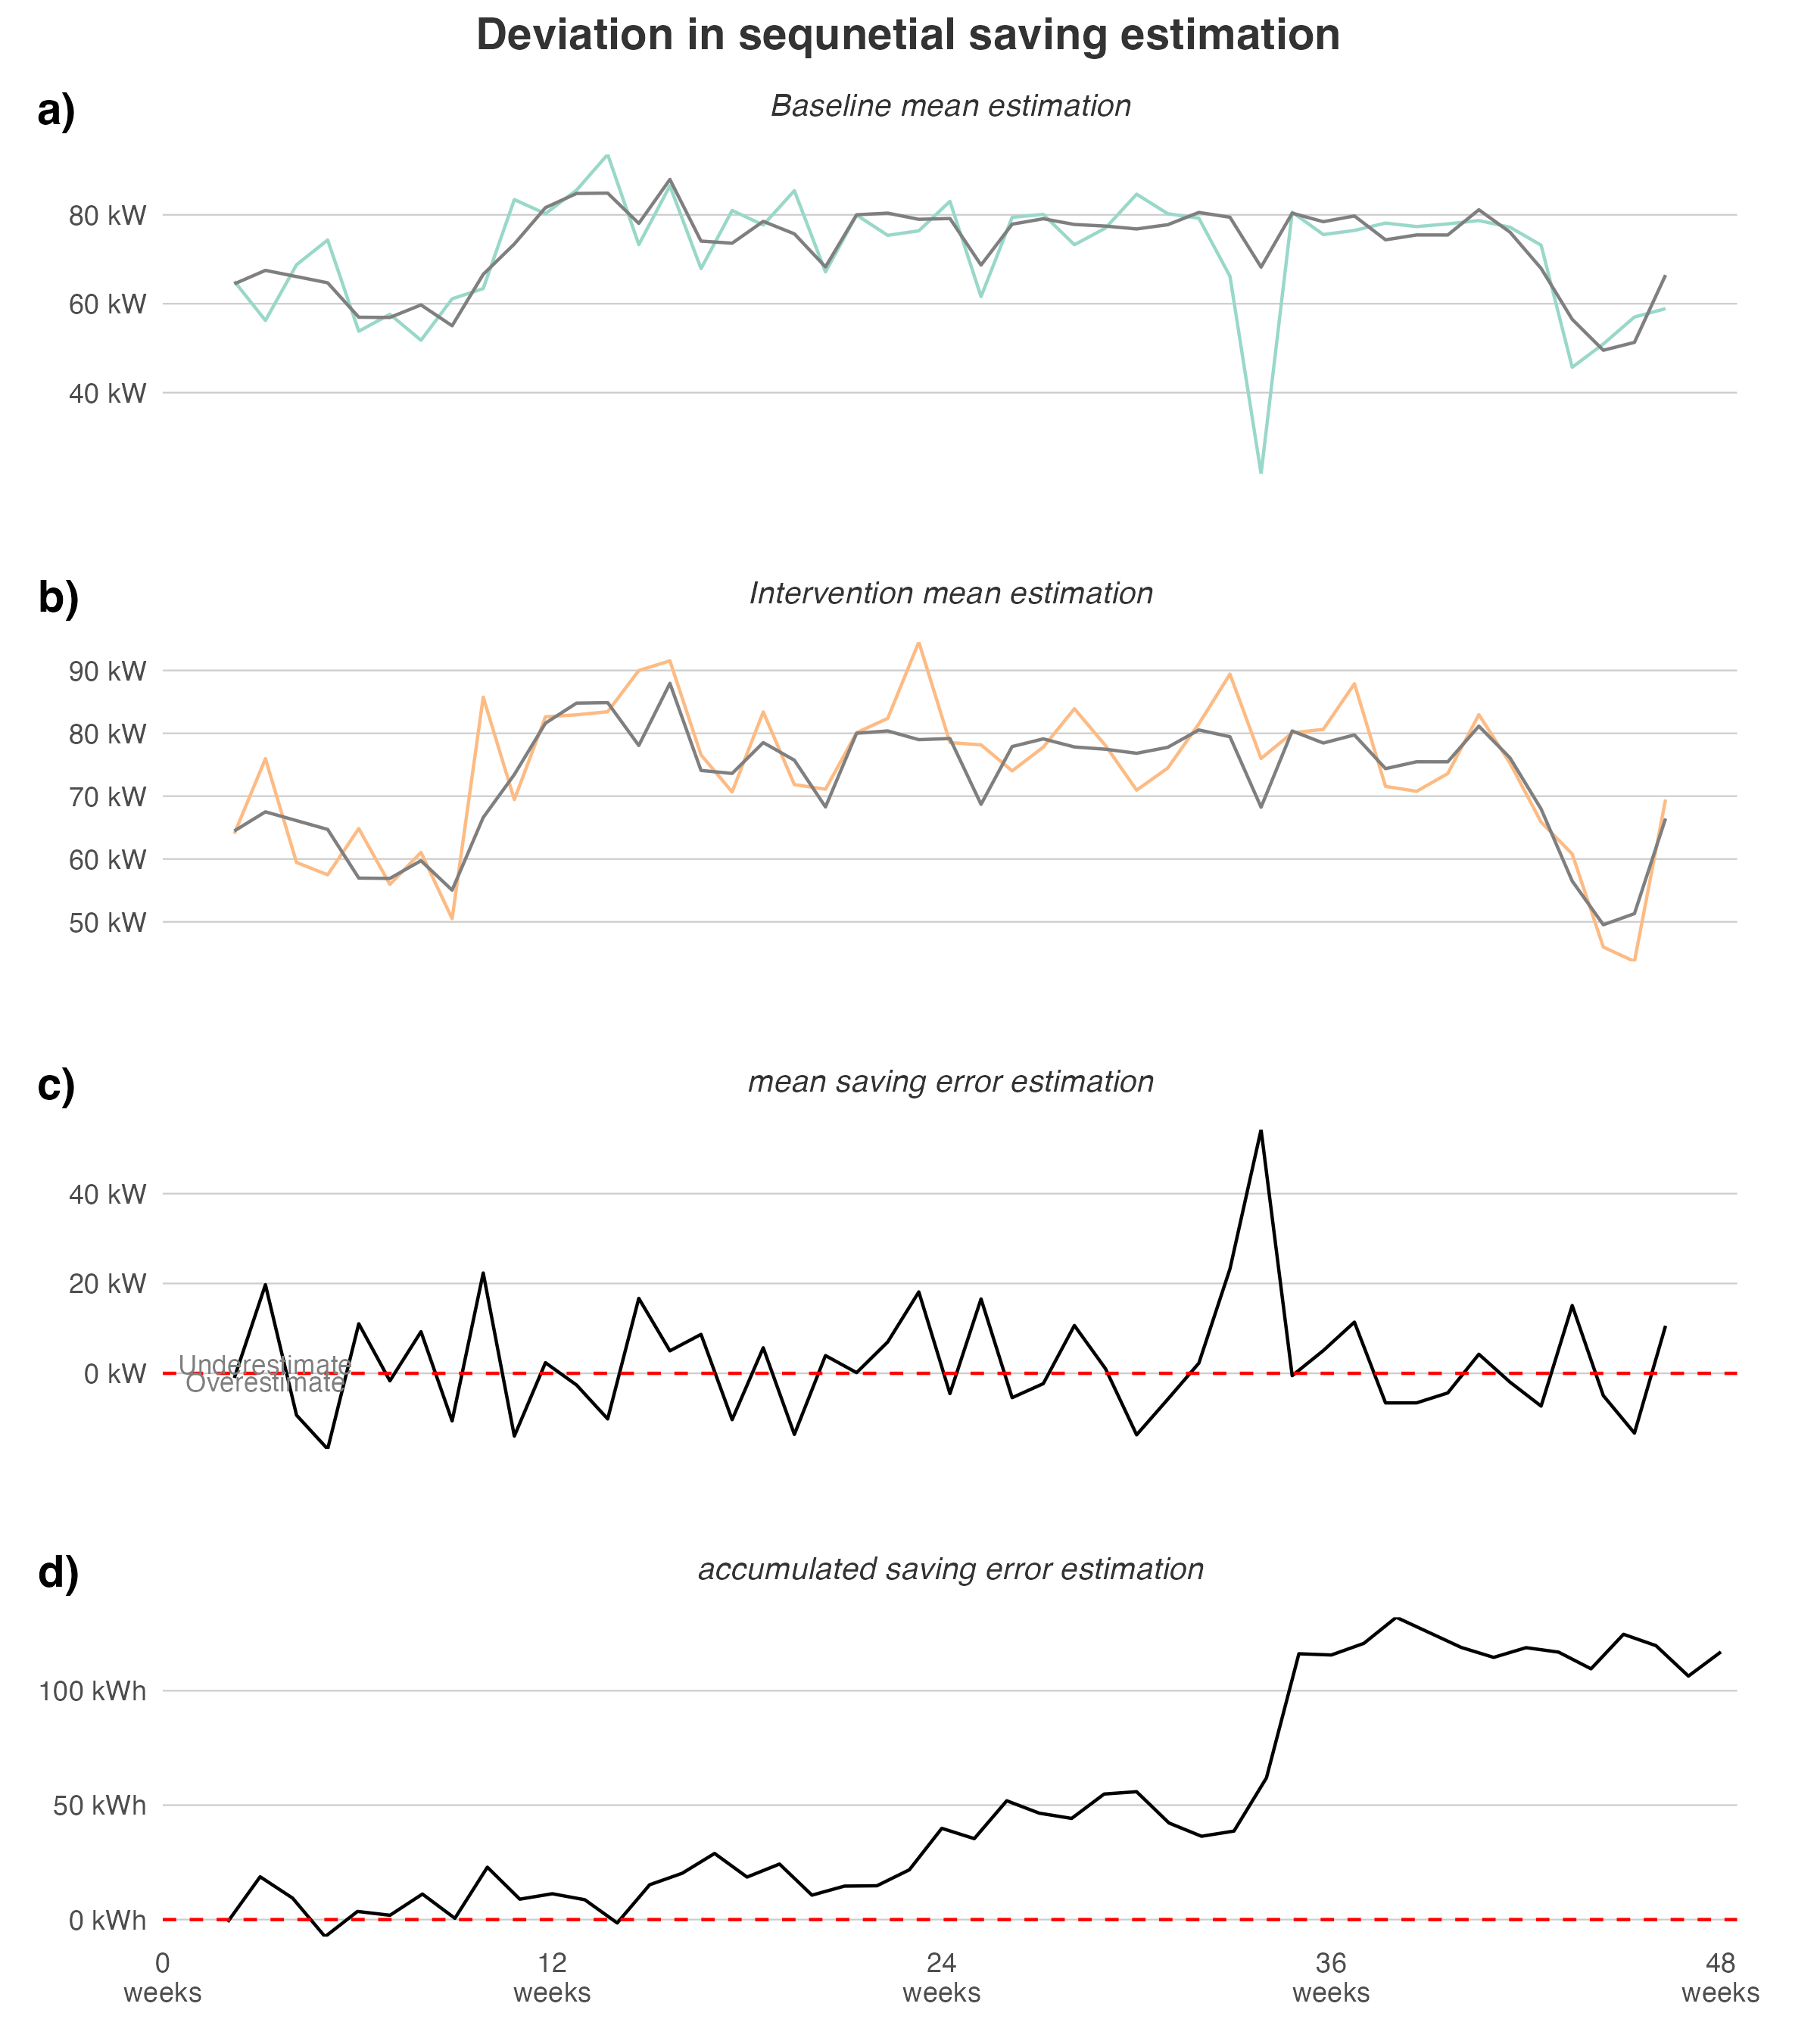 Deviation in sequnetial saving estimation
a)
Baseline mean estimation
80 kW
60 kW
40 kW
b)
Intervention mean estimation
90 kW
80 kW
70 kW
60 kW
50 kW
c)
mean saving error estimation
40 kW
20 kW
0 kW
Underestimate
Overestimate
d)
accumulated saving error estimation
100 kWh
50 kWh
0 kWh
0 12 24 36 48
weeks weeks weeks weeks weeks